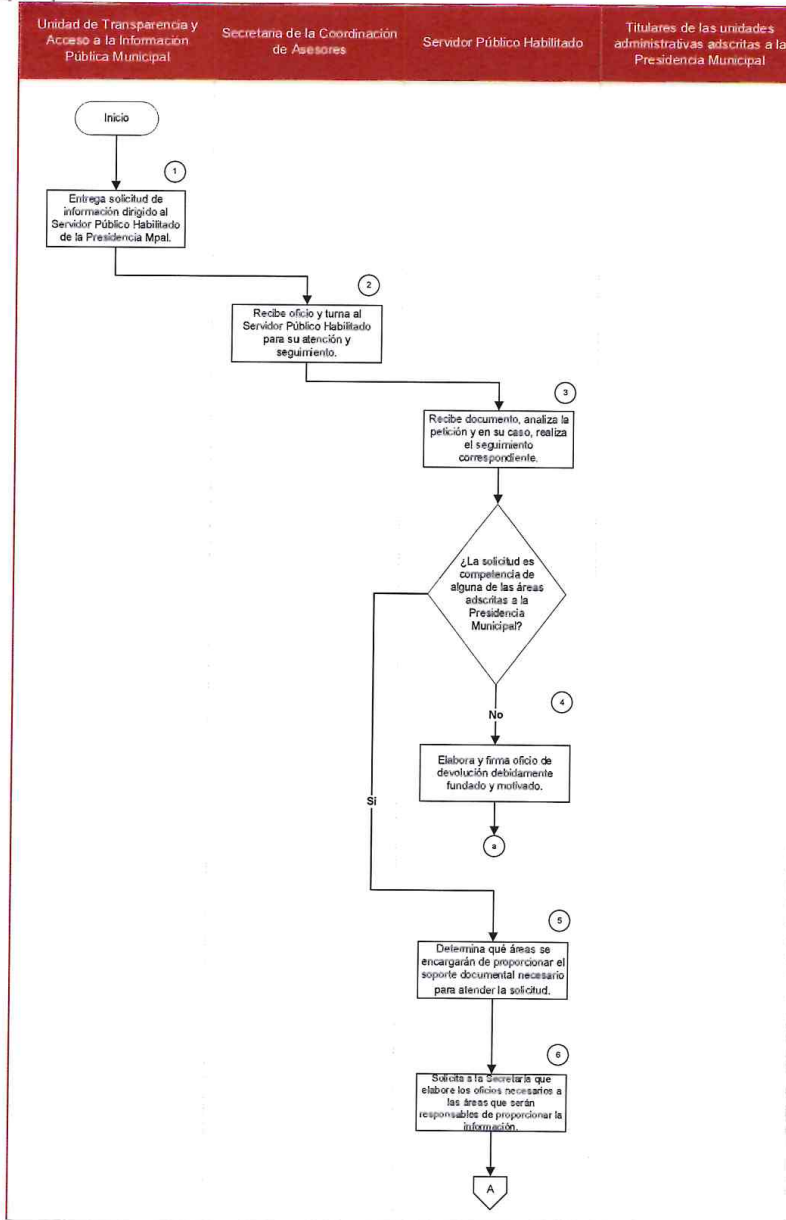 Unidad de Transparencia y
Acceso a la Información
Pública Municipal
Secretaria de la Coordinación
de Asesores
Servidor Público Habilitado
Titulares de las unidades
administrativas adscritas a la
Presidencia Municipal
Inicio
1
Entrega solicitud de
información dirigido al
Servidor Público Habilitado
de la Presidencia Mpal.
2
Recibe oficio y turna al
Servidor Público Habilitado
para su atención y
seguimiento.
3
Recibe documento, analiza la
petición y en su caso, realiza
el seguimiento
correspondiente.
¿La solicitud es
competencia de
alguna de las áreas
adscritas a la
Presidencia
Municipal?
4
No
Elabora y firma oficio de
devolución debidamente
fundado y motivado.
Si
a
5
Determina qué áreas se
encargarán de proporcionar el
soporte documental necesario
para atender la solicitud.
6
Solicita a la Secretaría que
elabore los oficios necesarios a
las áreas que serán
responsables de proporcionar la
información.
A